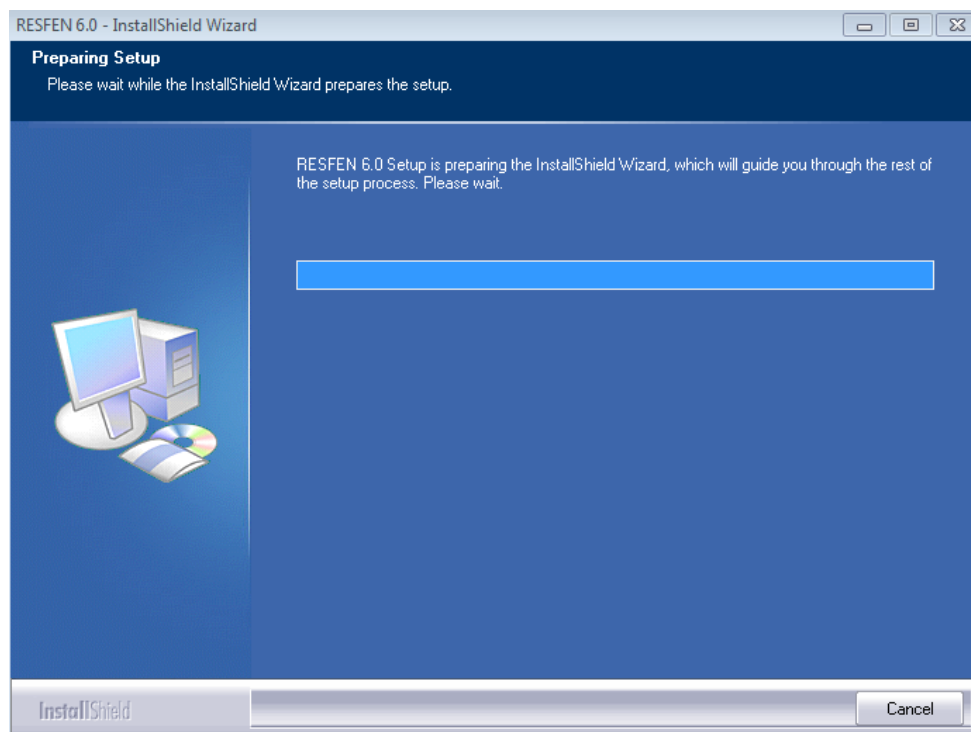 RESFEN 6.0 - InstallShield Wizard
Preparing Setup
Please wait while the InstallShield Wizard prepares the setup.
RESFEN 6.0 Setup is preparing the InstallShield Wizard, which will guide you through the rest of
the setup process. Please wait.
InstallShield
Cancel